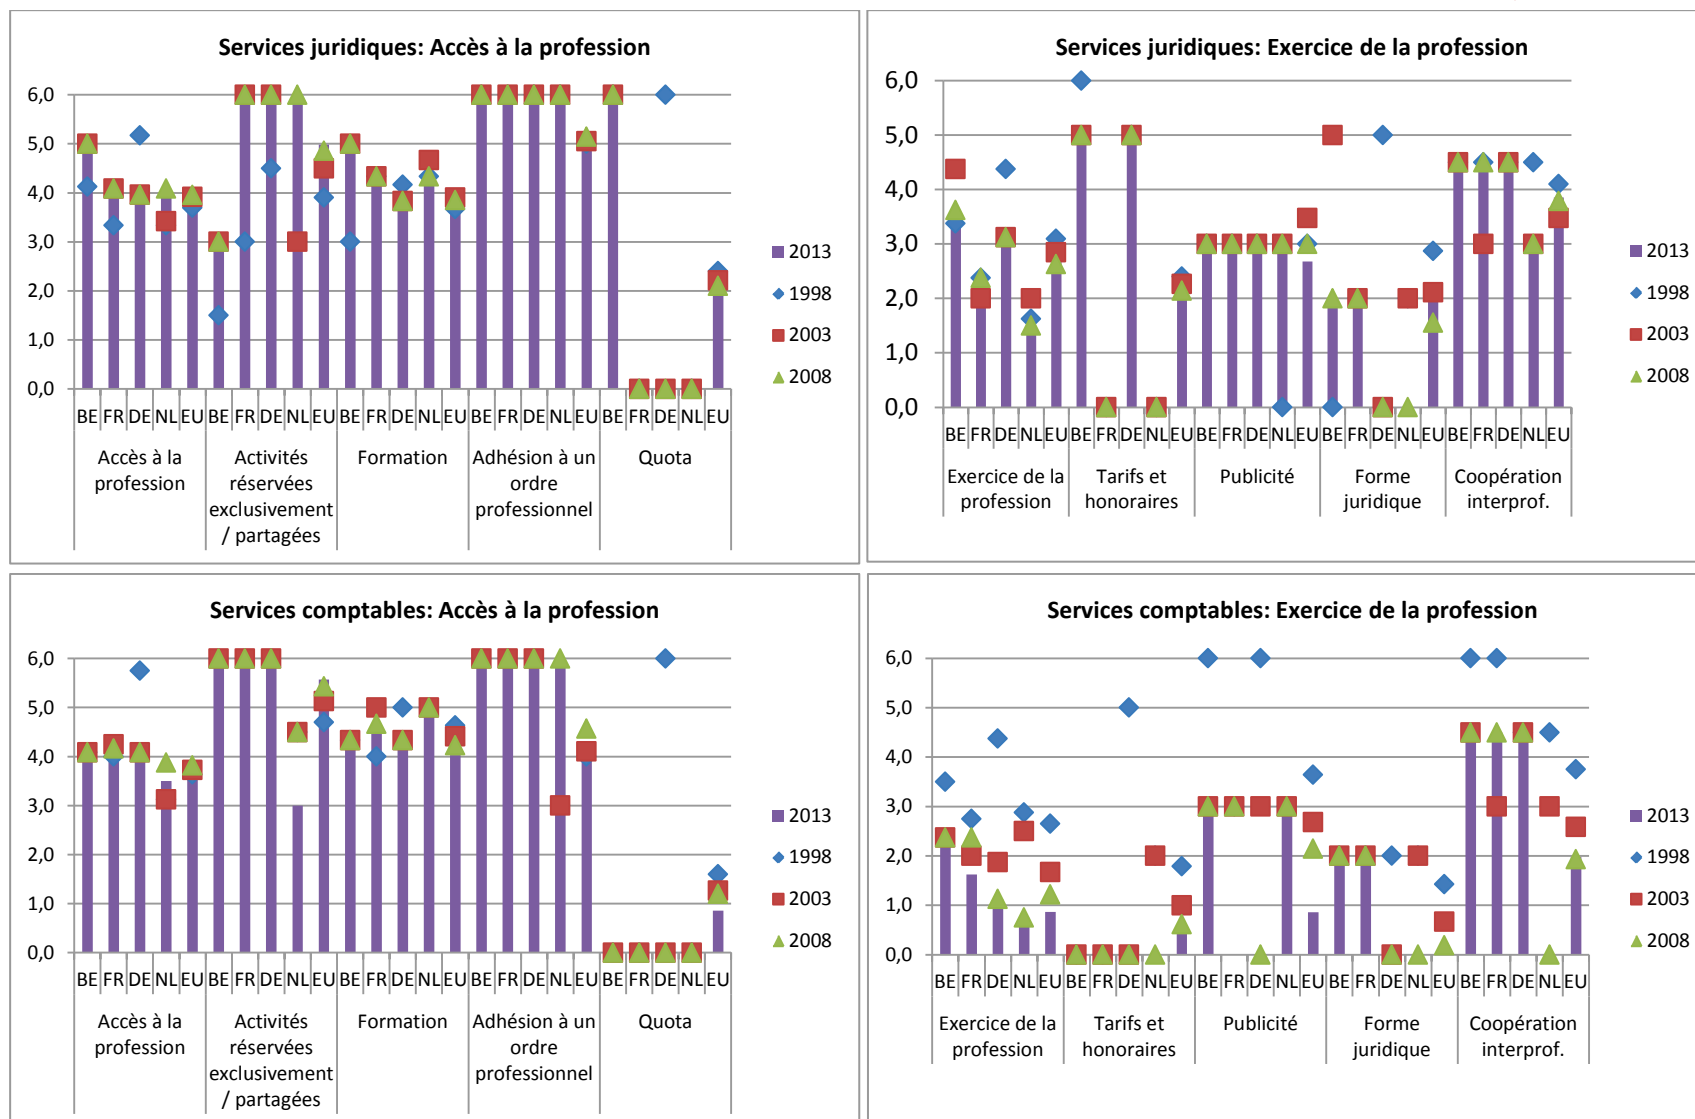 Services juridiques: Accès à la profession
6,0
5,0
4,0
3,0
2,0
1,0
0,0
BE FR DE NL EU BE FR DE NL EU BE FR DE NL EU BE FR DE NL EU BE FR DE NL EU
Accès à la profession
Activités réservées exclusivement / partagées
Formation
Adhésion à un ordre professionnel
Quota
2013
1998
2003
2008
Services juridiques: Exercice de la profession
6,0
5,0
4,0
3,0
2,0
1,0
0,0
BE FR DE NL EU BE FR DE NL EU BE FR DE NL EU BE FR DE NL EU BE FR DE NL EU
Exercice de la profession
Tarifs et honoraires
Publicité
Forme juridique
Coopération interprof.
2013
1998
2003
2008
Services comptables: Accès à la profession
6,0
5,0
4,0
3,0
2,0
1,0
0,0
BE FR DE NL EU BE FR DE NL EU BE FR DE NL EU BE FR DE NL EU BE FR DE NL EU
Accès à la profession
Activités réservées exclusivement / partagées
Formation
Adhésion à un ordre professionnel
Quota
2013
1998
2003
2008
Services comptables: Exercice de la profession
6,0
5,0
4,0
3,0
2,0
1,0
0,0
BE FR DE NL EU BE FR DE NL EU BE FR DE NL EU BE FR DE NL EU BE FR DE NL EU
Exercice de la profession
Tarifs et honoraires
Publicité
Forme juridique
Coopération interprof.
2013
1998
2003
2008